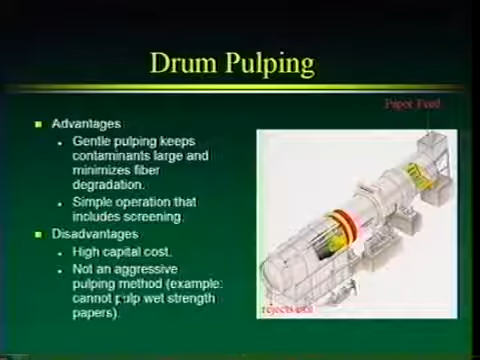 Drum Pulping
Paper Feed
Advantages
Gentle pulping keeps
contaminants large and
minimizes fiber
degradation.
Simple operation that
includes screening.
Disadvantages
High capital cost.
Not an aggressive
pulping method (example:
cannot pulp wet strength
papers).
rejects exit